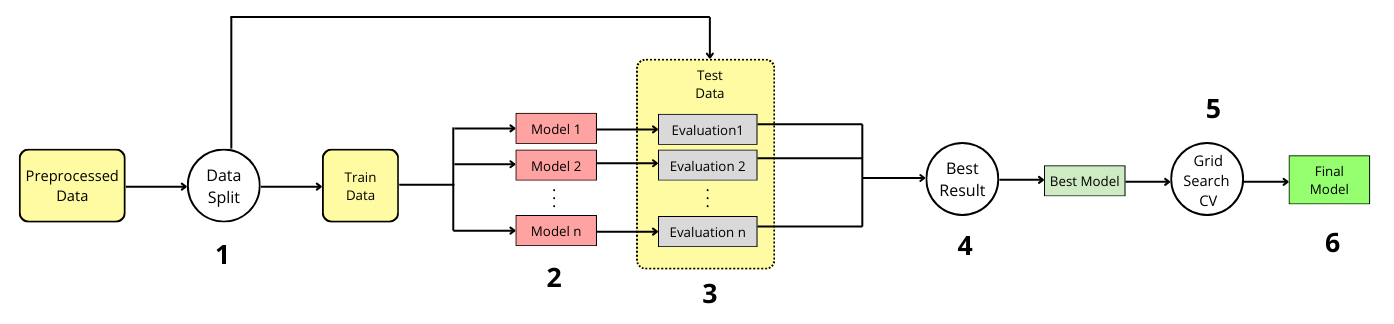 Preprocessed
Data
Data
Split
1
Train
Data
Model 1
Model 2
Model n
2
Test
Data
Evaluation1
Evaluation 2
Evaluation n
3
Best
Result
4
Best Model
5
Grid
Search
CV
Final
Model
6